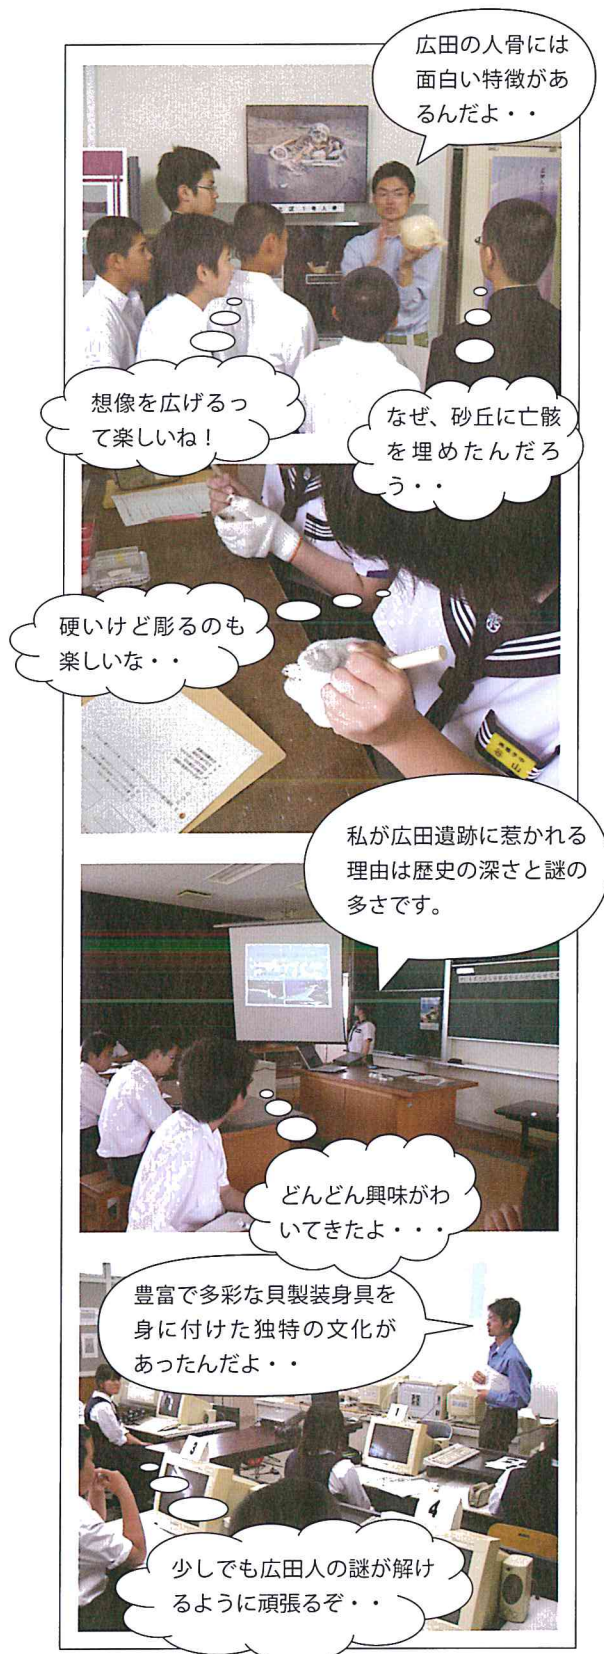 広田の人骨には
面白い特徴があ
るんだよ・・
想像を広げるっ
て楽しいね！
なぜ、砂丘に亡骸
を埋めたんだろ
う・・
硬いけど彫るのも
楽しいな・・
私が広田遺跡に惹かれる
理由は歴史の深さと謎の
多さです。
どんどん興味がわ
いてきたよ・・・
豊富で多彩な貝製装身具を
身に付けた独特の文化が
あったんだよ・・
1
3
4
少しでも広田人の謎が解け
るように頑張るぞ・・